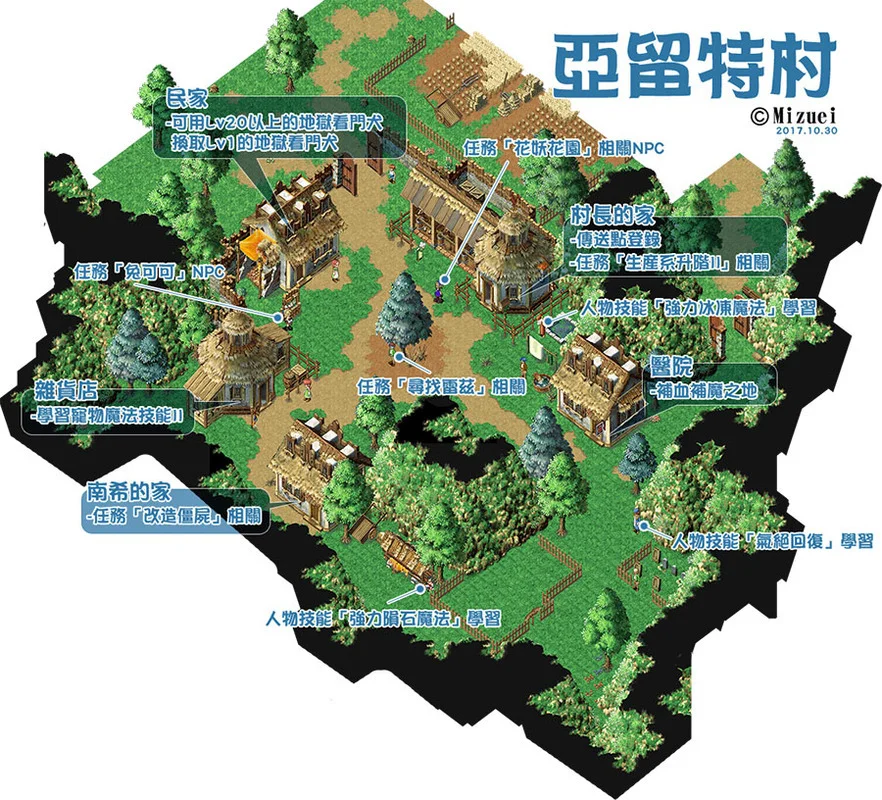 亞留特村
©Mizuei
2017.10.30
民家
-可用Lv20以上的地獄看門犬
換取Lv1的地獄看門犬
任務「花妖花園」相關NPC
村長的家
-傳送點登錄
-任務「生產系升階II」相關
任務「兔可可」NPC
人物技能「強力冰凍魔法」學習
醫院
-補血補魔之地
任務「尋找雷茲」相關
雜貨店
-學習寵物魔法技能II
南希的家
-任務「改造僵屍」相關
人物技能「氣絕回復」學習
人物技能「強力隕石魔法」學習